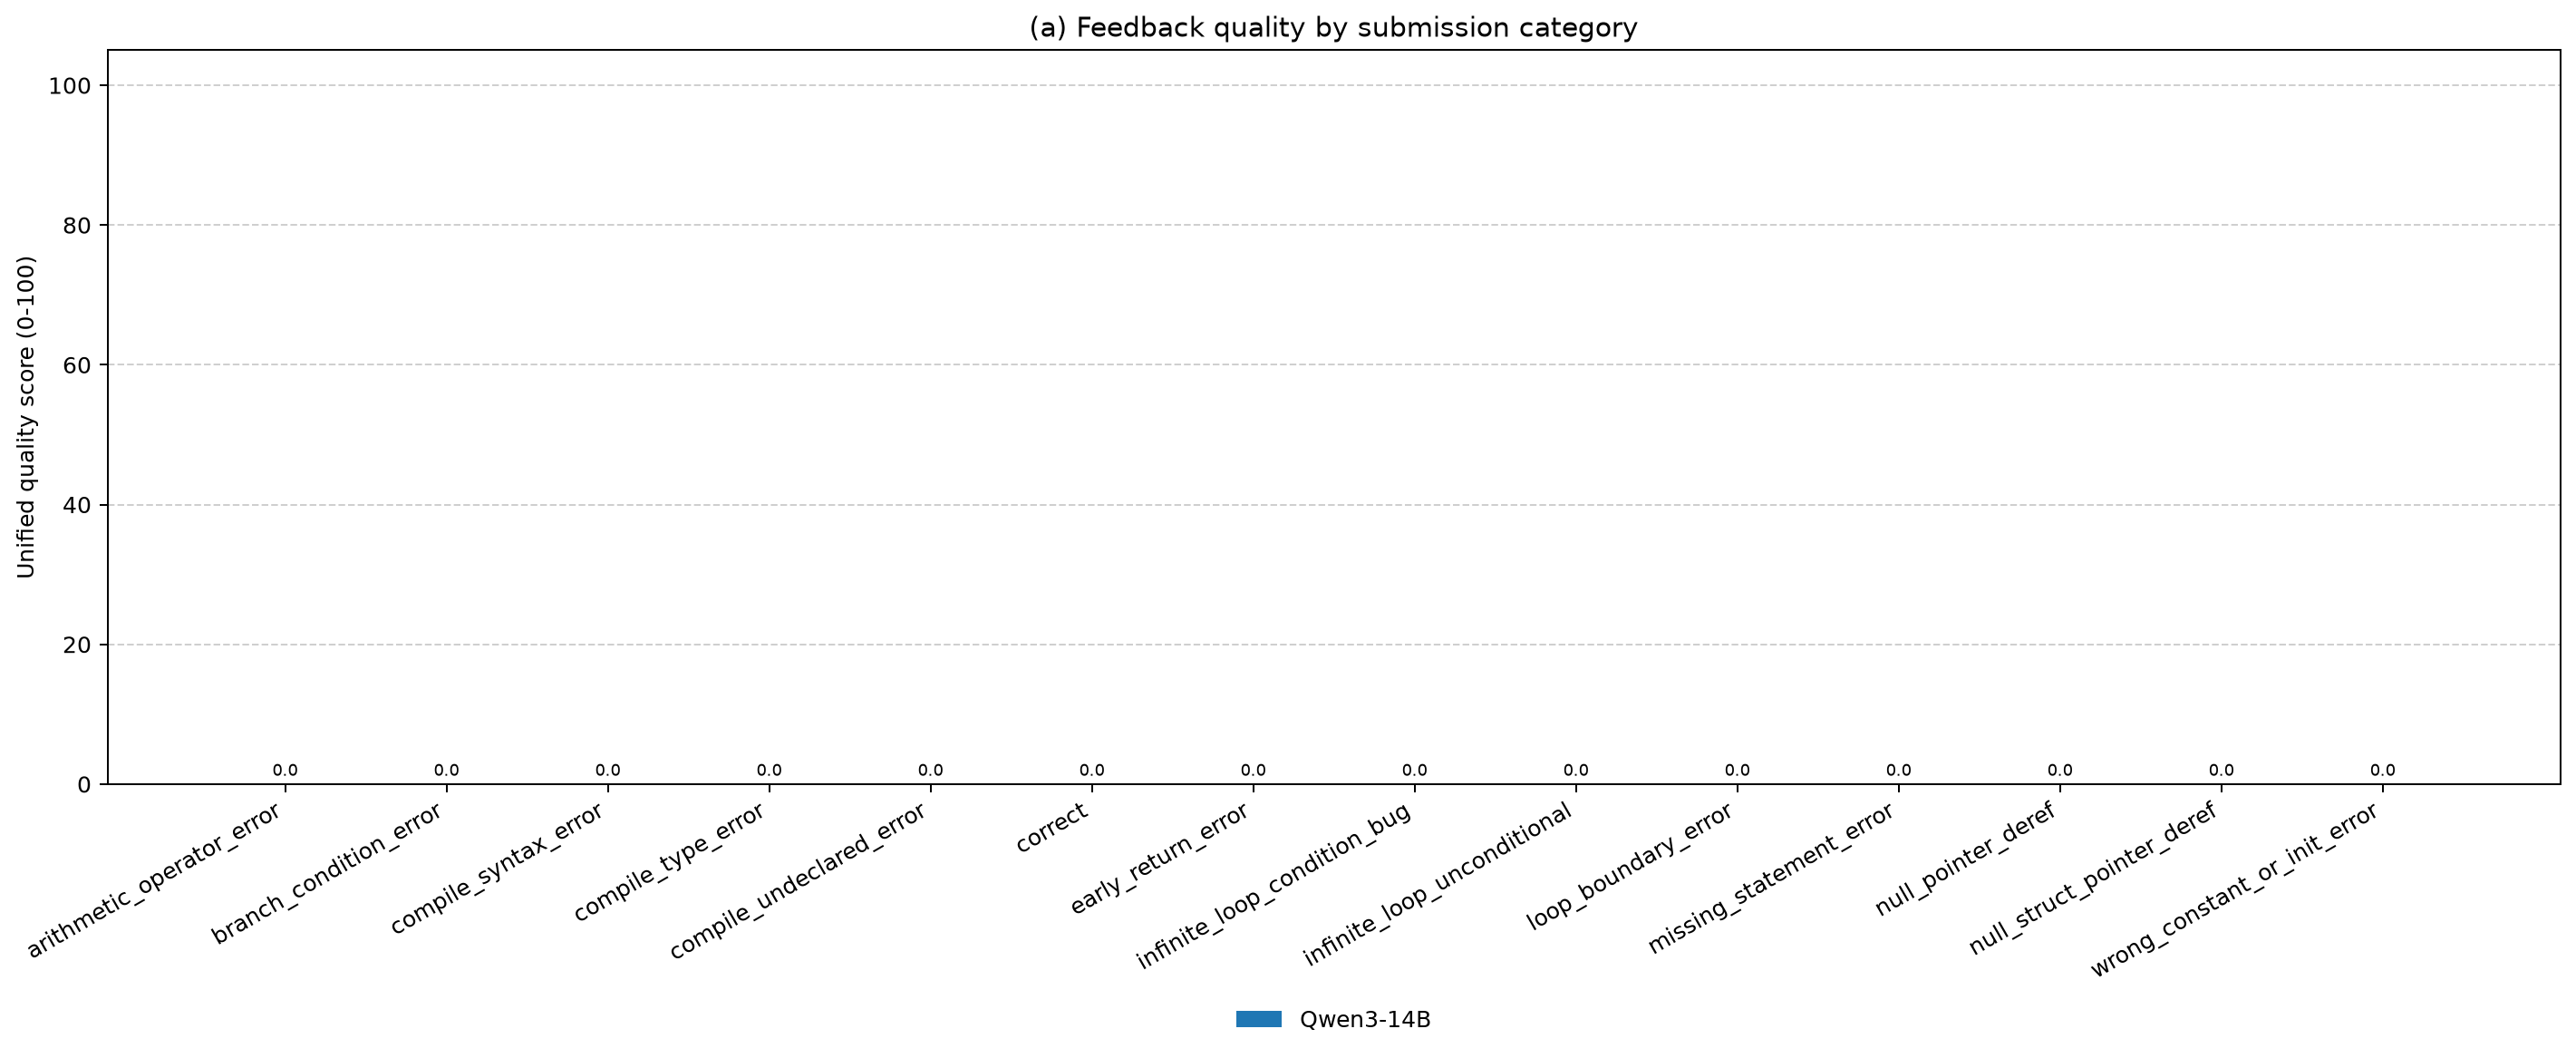 (a) Feedback quality by submission category
Unified quality score (0-100)
100
80
60
40
20
0
0.0 0.0 0.0 0.0 0.0 0.0 0.0 0.0 0.0 0.0 0.0 0.0 0.0 0.0
arithmetic_operator_error
branch_condition_error
compile_syntax_error
compile_type_error
compile_undeclared_error
correct
early_return_error
infinite_loop_condition_bug
infinite_loop_unconditional
loop_boundary_error
missing_statement_error
null_pointer_deref
null_struct_pointer_deref
wrong_constant_or_init_error
Qwen3-14B